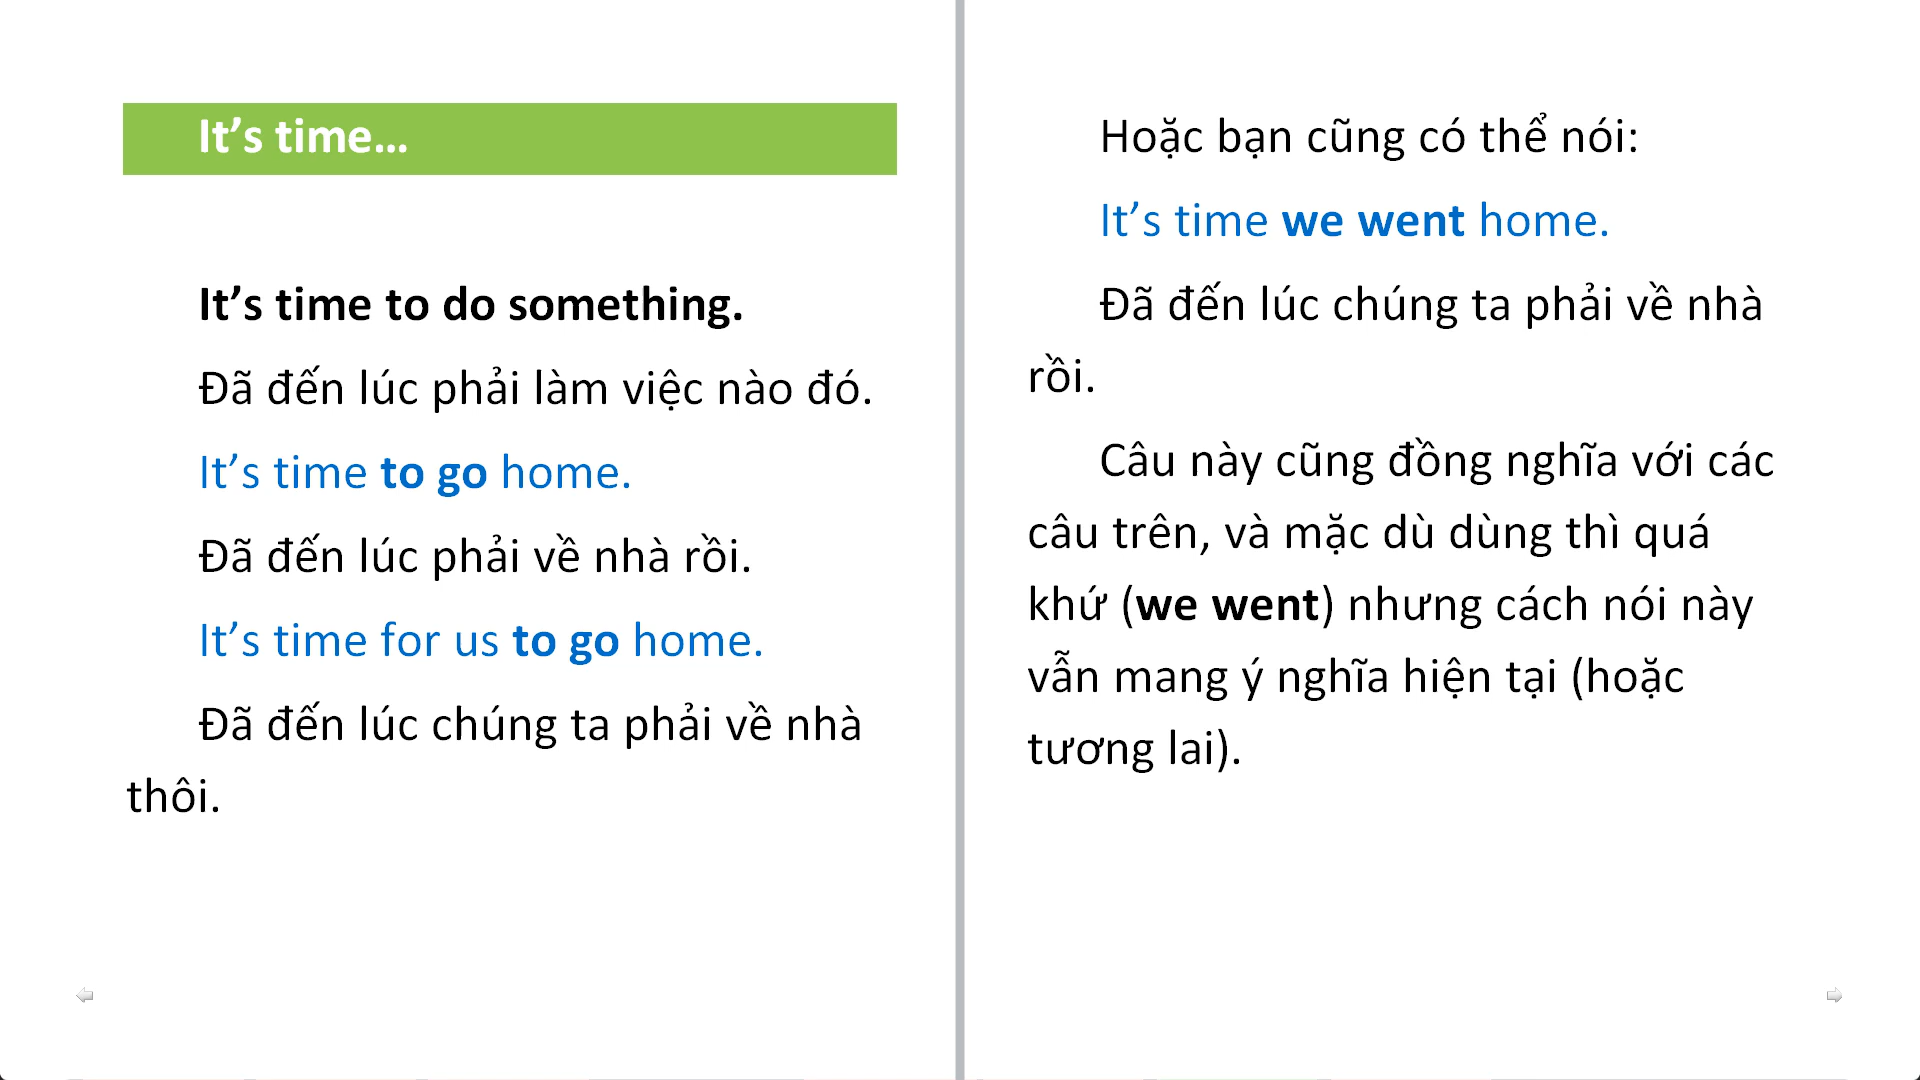 It’s time…
It’s time to do something.
Đã đến lúc phải làm việc nào đó.
It’s time to go home.
Đã đến lúc phải về nhà rồi.
It’s time for us to go home.
Đã đến lúc chúng ta phải về nhà
thôi.
Hoặc bạn cũng có thể nói:
It’s time we went home.
Đã đến lúc chúng ta phải về nhà
rồi.
Câu này cũng đồng nghĩa với các
câu trên, và mặc dù dùng thì quá
khứ (we went) nhưng cách nói này
vẫn mang ý nghĩa hiện tại (hoặc
tương lai).